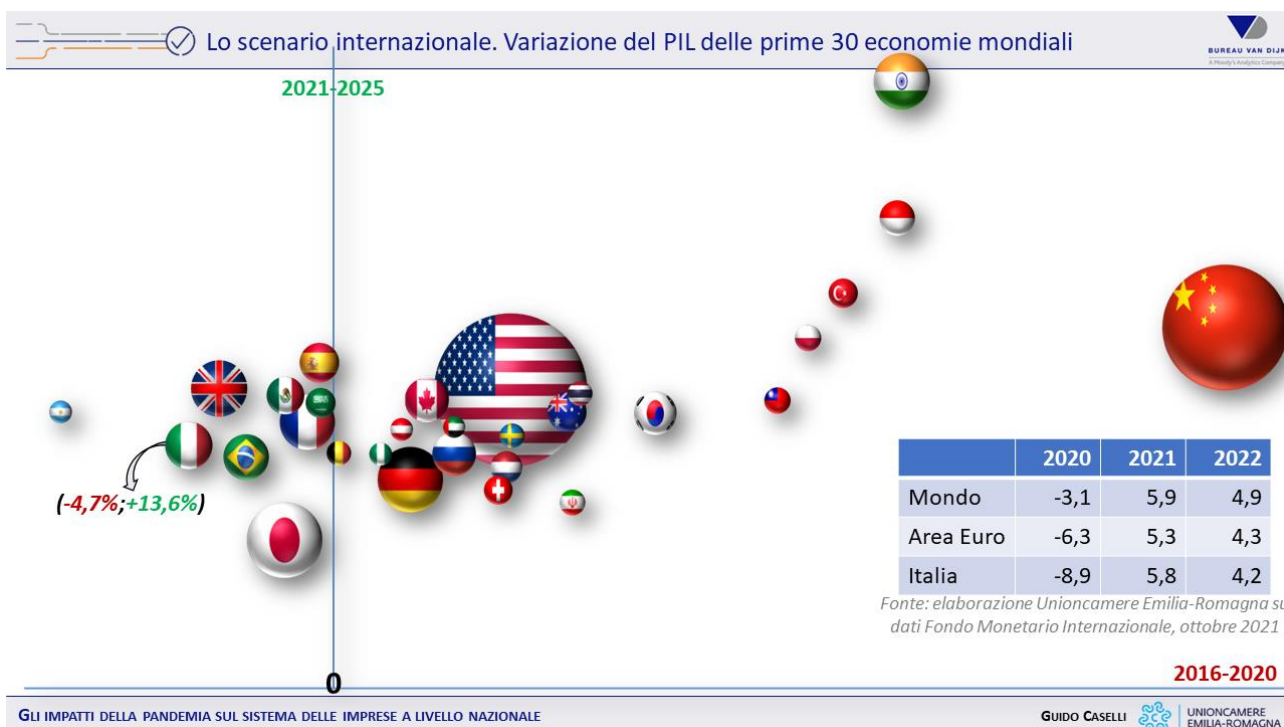 Lo scenario internazionale. Variazione del PIL delle prime 30 economie mondiali
BUREAU VAN DIJK
A Moody's Analytics Company
2021-2025
(-4,7%;+13,6%)
2020 2021 2022
Mondo -3,1 5,9 4,9
Area Euro -6,3 5,3 4,3
Italia -8,9 5,8 4,2
Fonte: elaborazione Unioncamere Emilia-Romagna su
dati Fondo Monetario Internazionale, ottobre 2021
0
2016-2020
GLI IMPATTI DELLA PANDEMIA SUL SISTEMA DELLE IMPRESE A LIVELLO NAZIONALE
GUIDO CASELLI
UNIONCAMERE
EMILIA-ROMAGNA